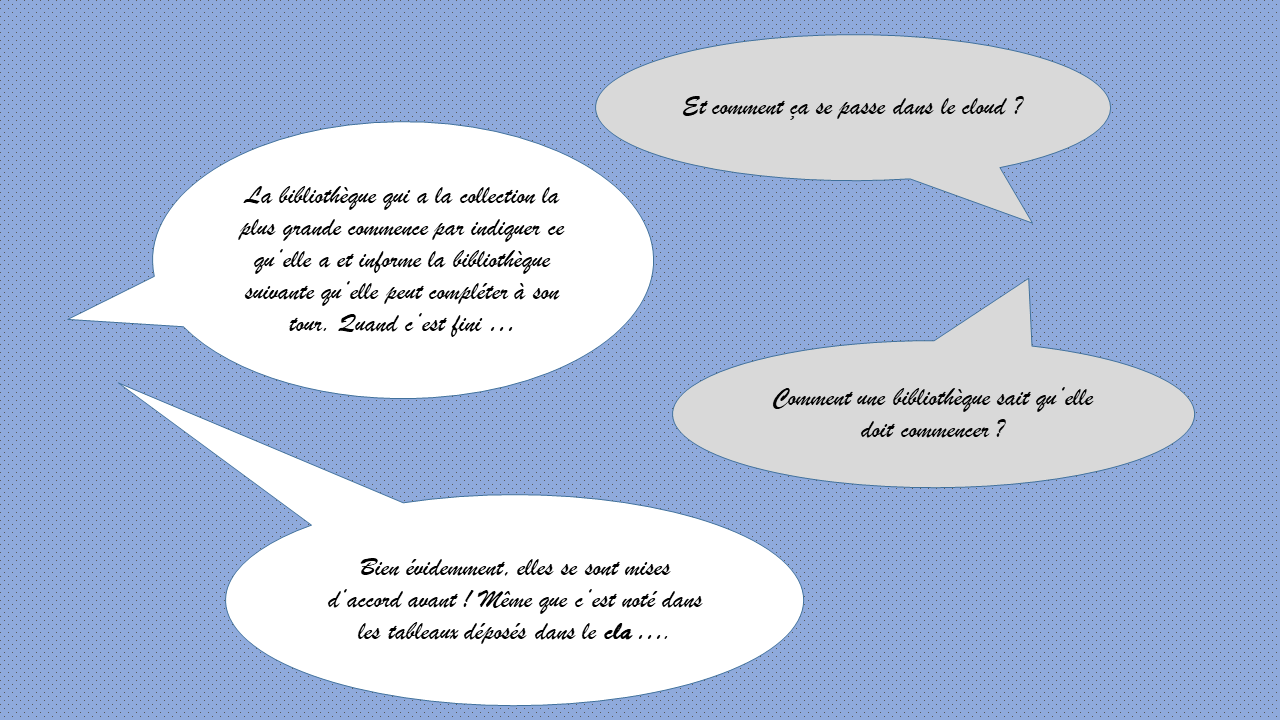 Et comment ça se passe dans le cloud ?
La bibliothèque qui a la collection la
plus grande commence par indiquer ce
qu'elle a et informe la bibliothèque
suivante qu'elle peut compléter à son
tour. Quand c'est fini …
Comment une bibliothèque sait qu'elle
doit commencer ?
Bien évidemment, elles se sont mises
d'accord avant ! Même que c'est noté dans
les tableaux déposés dans le cla ….